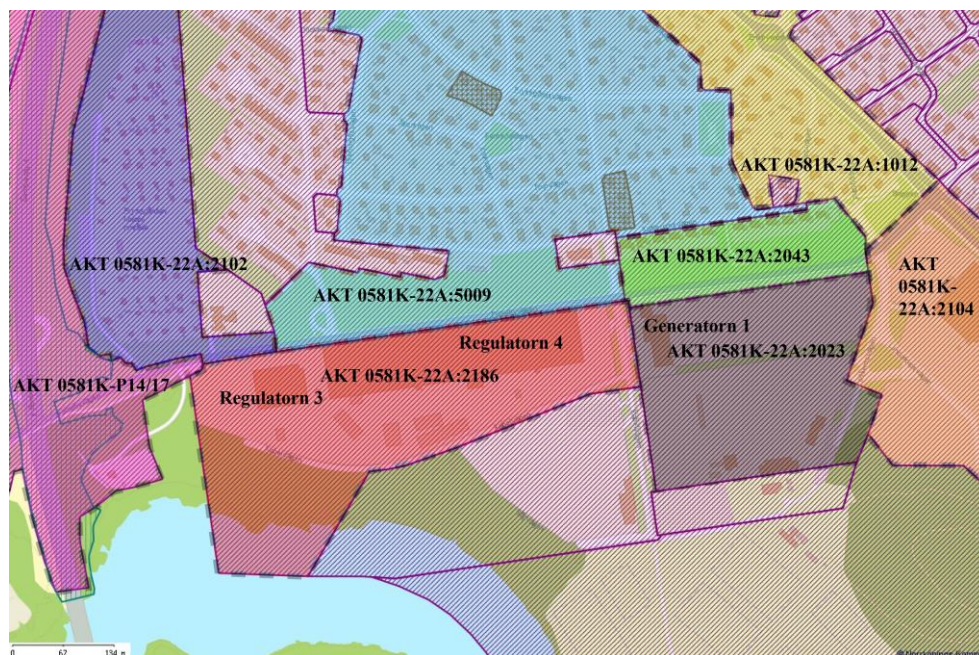 AKT 0581K-22A:1012
AKT 0581K-22A:2102
AKT 0581K-22A:2043
AKT
0581K-
22A:2104
AKT 0581K-22A:5009
Generatorn 1
Regulatorn 4
AKT 0581K-22A:2023
AKT 0581K-P14/17
AKT 0581K-22A:2186
Regulatorn 3
0 67 134 m